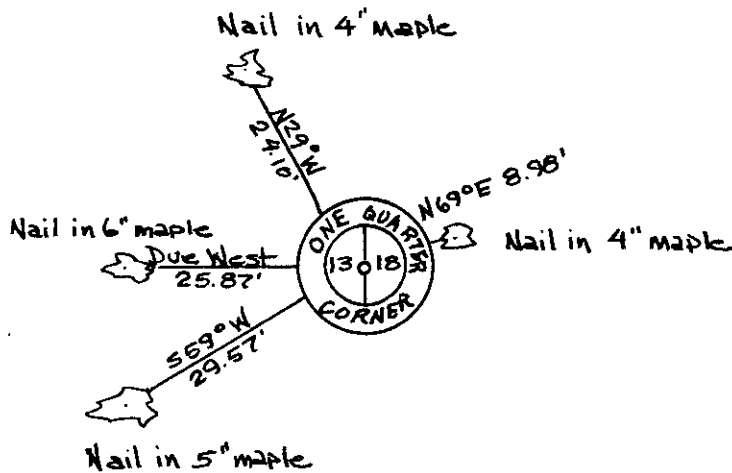 Nail in 4" maple
N29°W
24.10'
N69°E 8.98'
Nail in 6" maple
Due West
25.87'
ONE QUARTER
13 18
CORNER
Nail in 4" maple
S59°W
29.57'
Nail in 5" maple